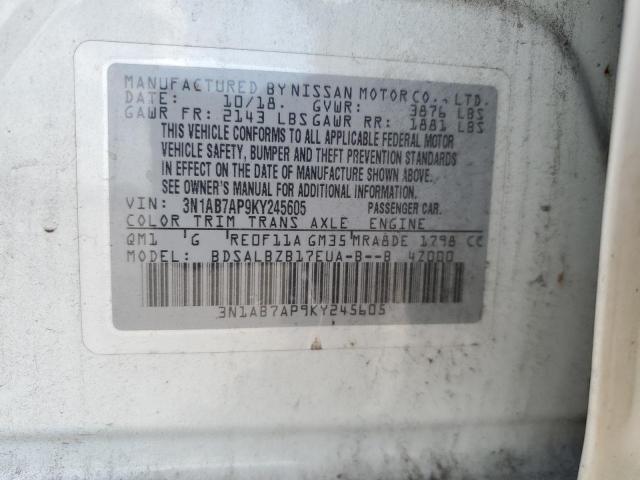 MANUFACTURED BY NISSAN MOTOR CO., LTD.
DATE: 10/18. GVWR: 3876 LBS
GAWR FR: 2143 LBS GAWR RR: 1881 LBS
THIS VEHICLE CONFORMS TO ALL APPLICABLE FEDERAL MOTOR
VEHICLE SAFETY, BUMPER AND THEFT PREVENTION STANDARDS
IN EFFECT ON THE DATE OF MANUFACTURE SHOWN ABOVE.
SEE OWNER'S MANUAL FOR ADDITIONAL INFORMATION.
VIN: 3N1AB7AP9KY245605 PASSENGER CAR.
COLOR TRIM TRANS AXLE ENGINE
QM1 G RE0F11A GM35 MRA8DE 1798 CC
MODEL: BDSALBZB17EUA-B--B 4Z000
3N1AB7AP9KY245605